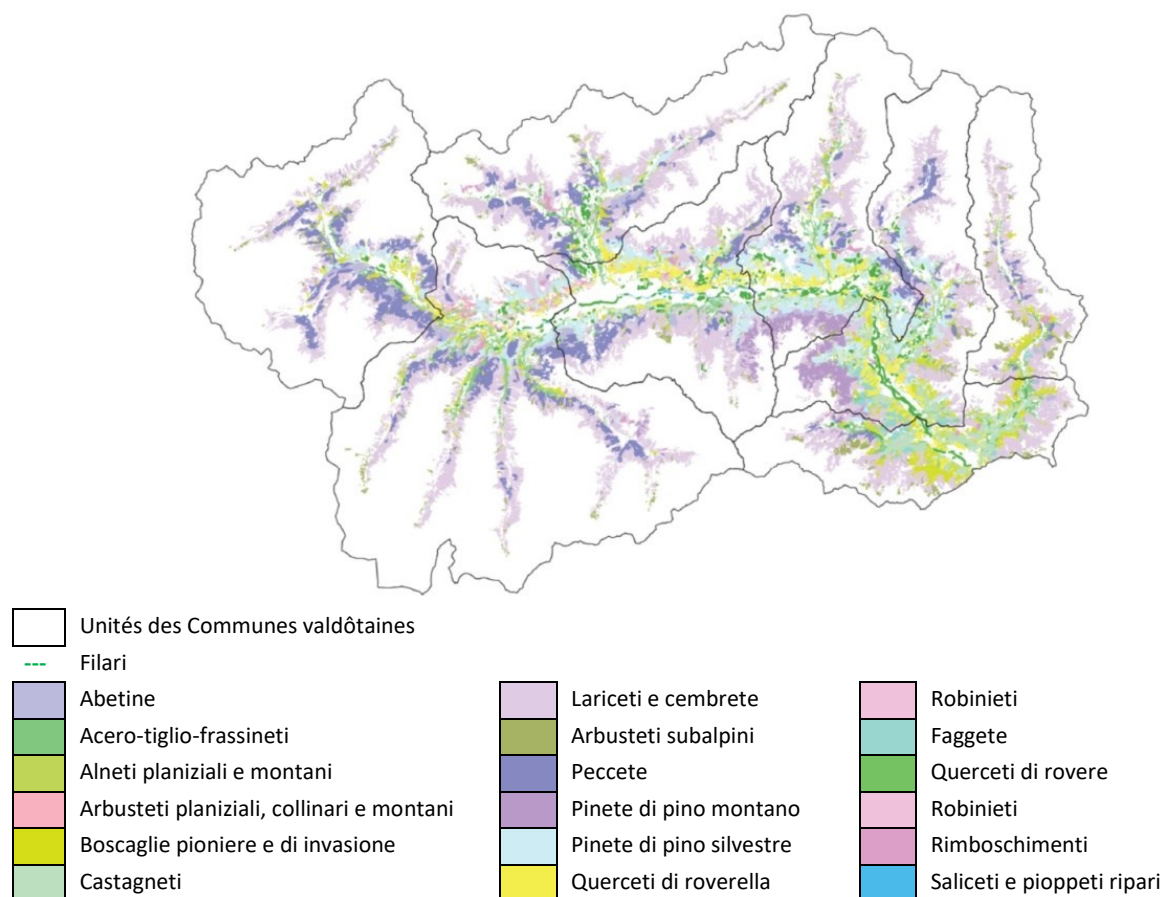 Unités des Communes valdôtaines
Filari
Abetine
Acero-tiglio-frassineti
Alneti planiziali e montani
Arbusteti planiziali, collinari e montani
Boscaglie pioniere e di invasione
Castagneti
Lariceti e cembrete
Arbusteti subalpini
Peccete
Pinete di pino montano
Pinete di pino silvestre
Querceti di roverella
Robinieti
Faggete
Querceti di rovere
Robinieti
Rimboschimenti
Saliceti e pioppeti ripari